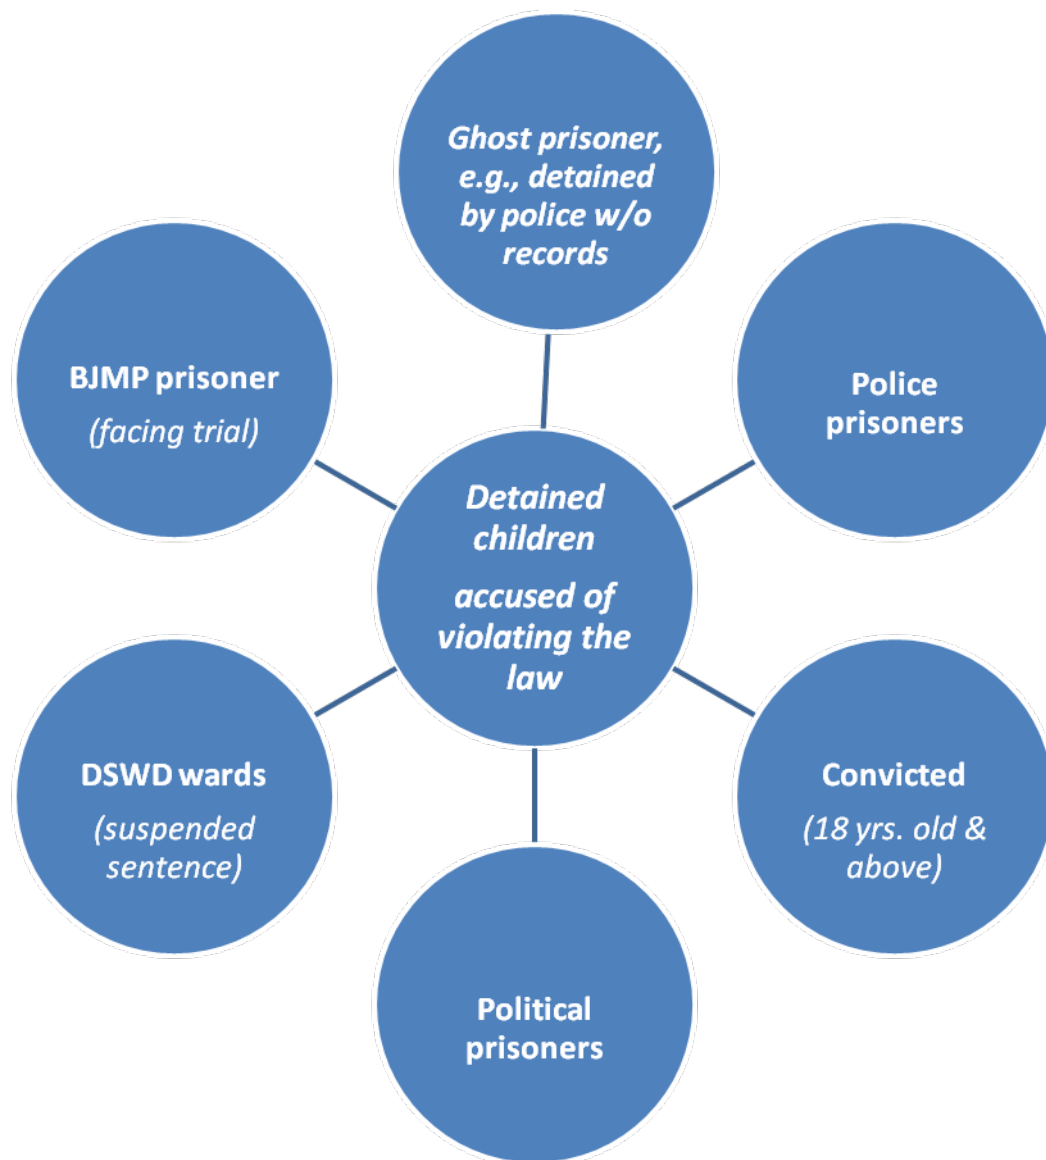 Ghost prisoner,
e.g., detained
by police w/o
records
BJMP prisoner
(facing trial)
Police
prisoners
Detained
children
accused of
violating the
law
DSWD wards
(suspended
sentence)
Convicted
(18 yrs. old &
above)
Political
prisoners